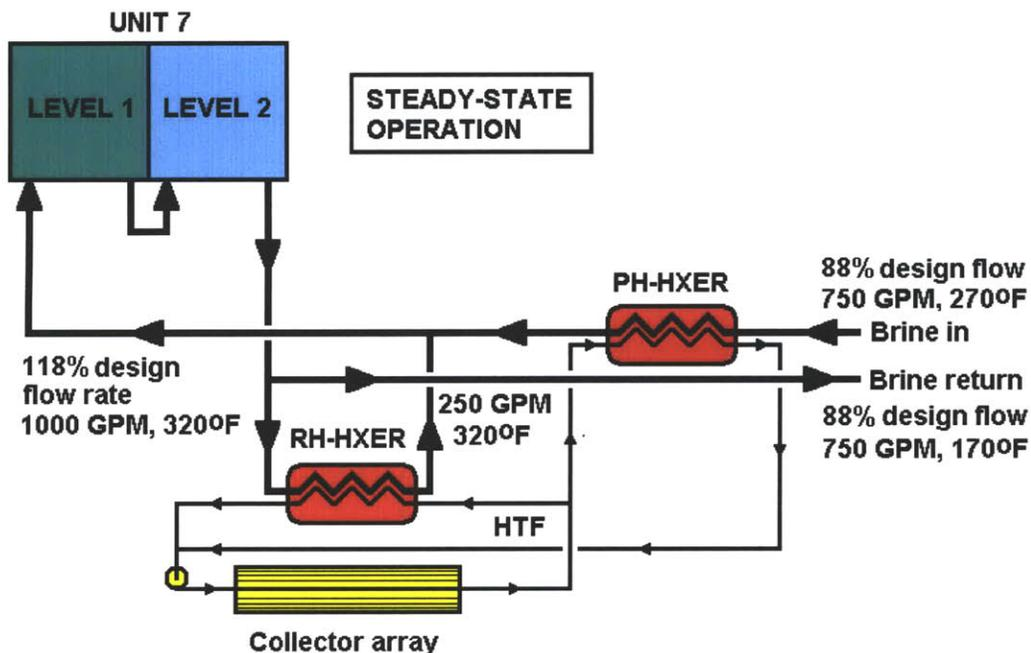 UNIT 7
LEVEL 1
LEVEL 2
STEADY-STATE
OPERATION
PH-HXER
88% design flow
750 GPM, 270ºF
Brine in
118% design
flow rate
1000 GPM, 320ºF
Brine return
250 GPM
320ºF
88% design flow
750 GPM, 170ºF
RH-HXER
HTF
Collector array